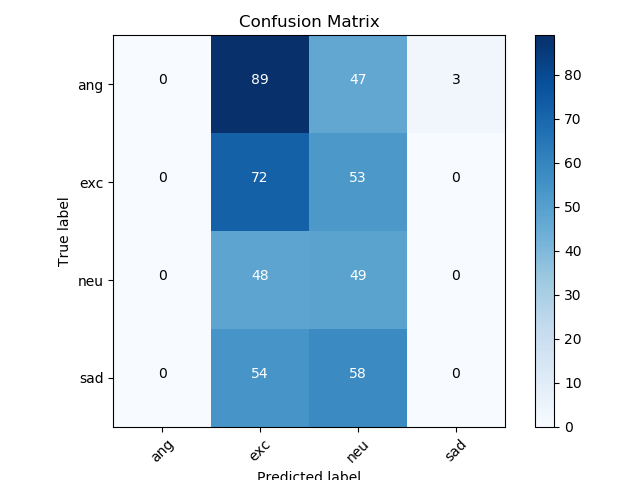 Confusion Matrix
True label
ang 0 89 47 3
exc 0 72 53 0
neu 0 48 49 0
sad 0 54 58 0
ang exc neu sad
Predicted label
80
70
60
50
40
30
20
10
0